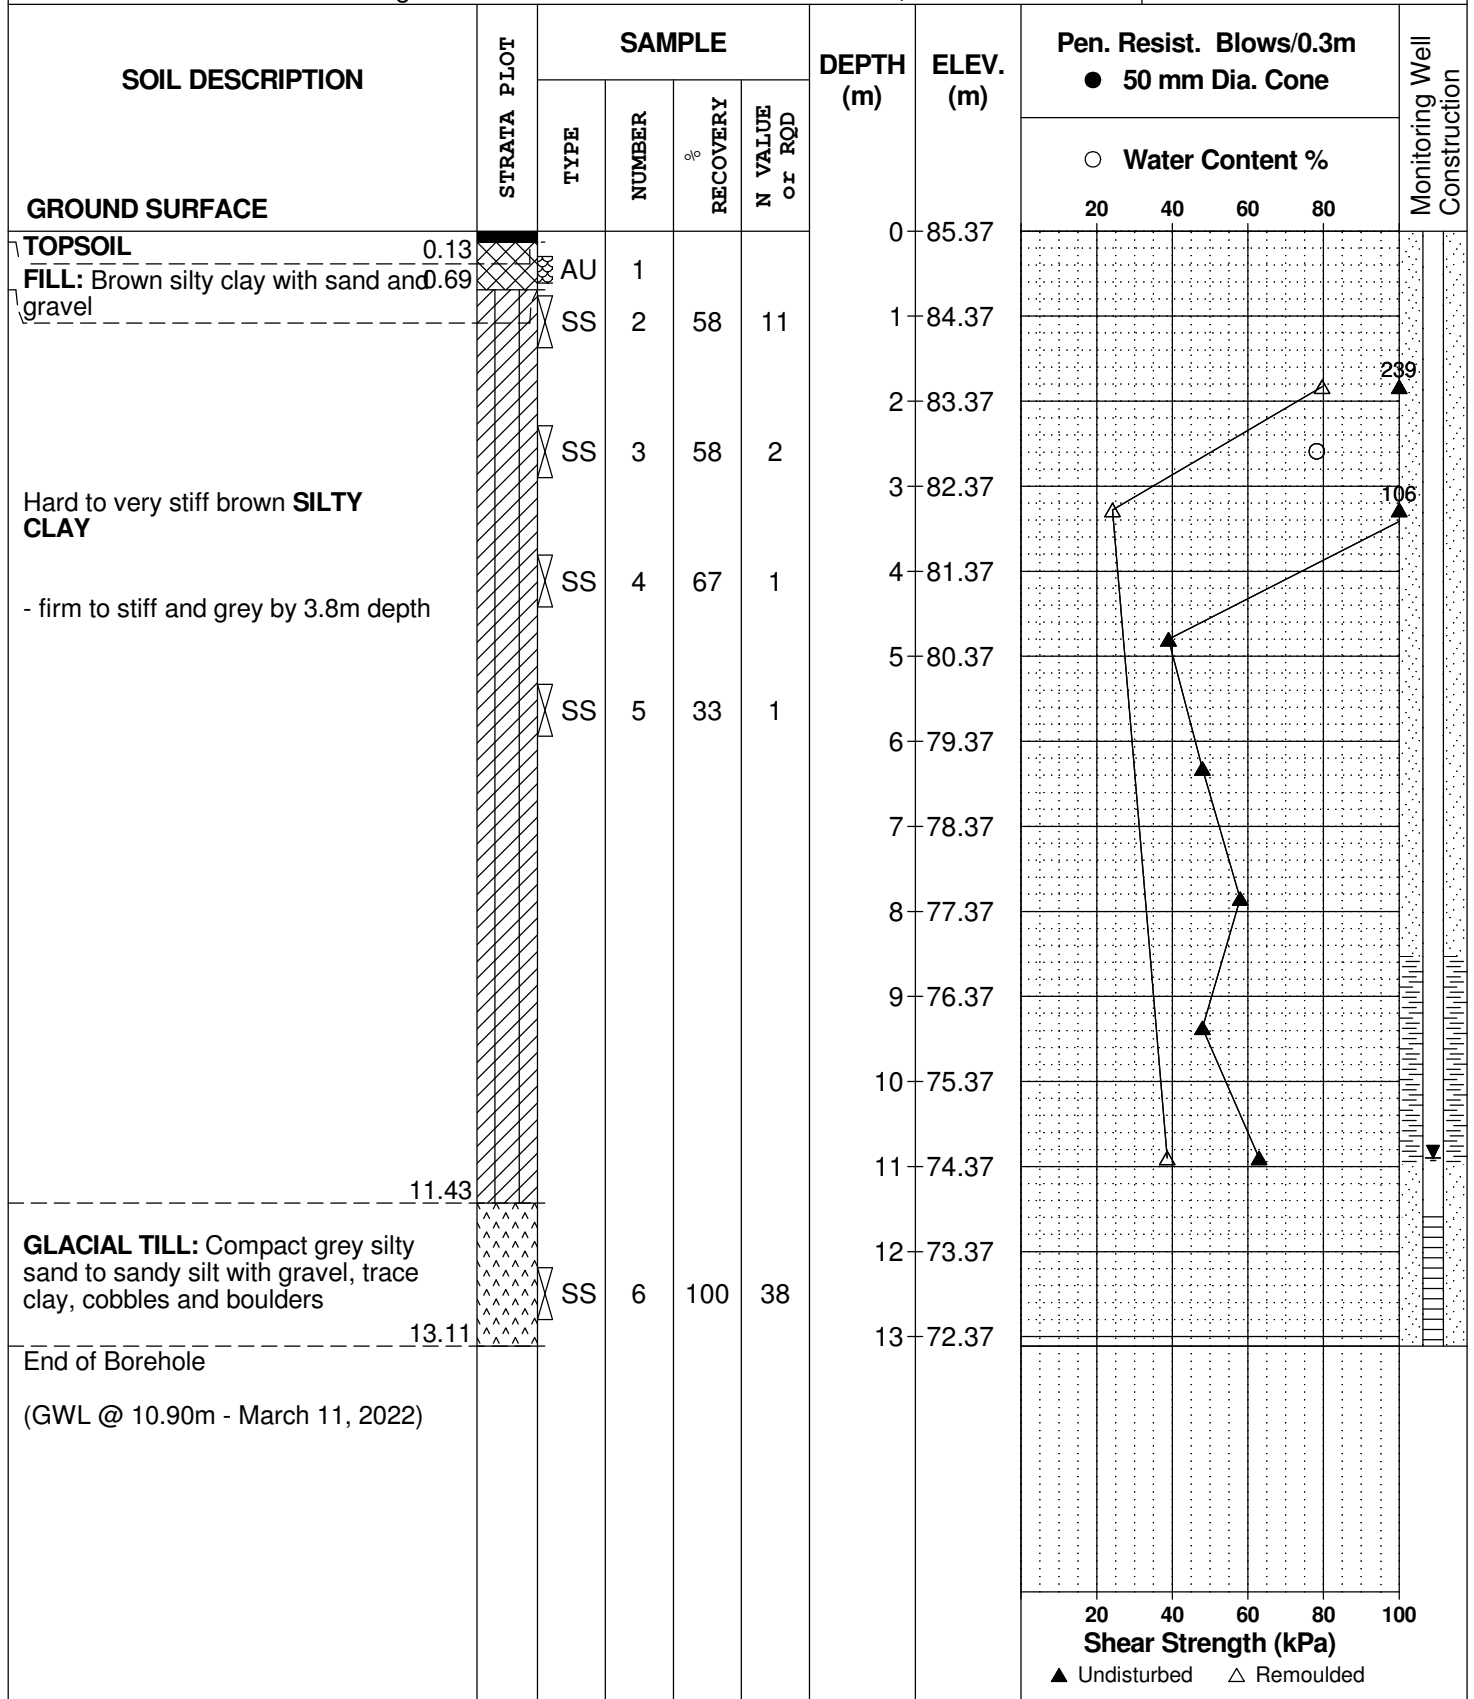 SOIL DESCRIPTION
GROUND SURFACE
STRATA PLOT
SAMPLE
TYPE
NUMBER
%
RECOVERY
N VALUE
or RQD
DEPTH
(m)
ELEV.
(m)
Pen. Resist. Blows/0.3m
● 50 mm Dia. Cone
○ Water Content %
20 40 60 80
Monitoring Well
Construction
TOPSOIL 0.13
FILL: Brown silty clay with sand and 0.69
gravel
Hard to very stiff brown SILTY
CLAY
- firm to stiff and grey by 3.8m depth
11.43
GLACIAL TILL: Compact grey silty
sand to sandy silt with gravel, trace
clay, cobbles and boulders
13.11
End of Borehole
(GWL @ 10.90m - March 11, 2022)
AU 1
SS 2 58 11
SS 3 58 2
SS 4 67 1
SS 5 33 1
SS 6 100 38
0 85.37
1 84.37
2 83.37
3 82.37
4 81.37
5 80.37
6 79.37
7 78.37
8 77.37
9 76.37
10 75.37
11 74.37
12 73.37
13 72.37
239
106
20 40 60 80 100
Shear Strength (kPa)
▲ Undisturbed △ Remoulded